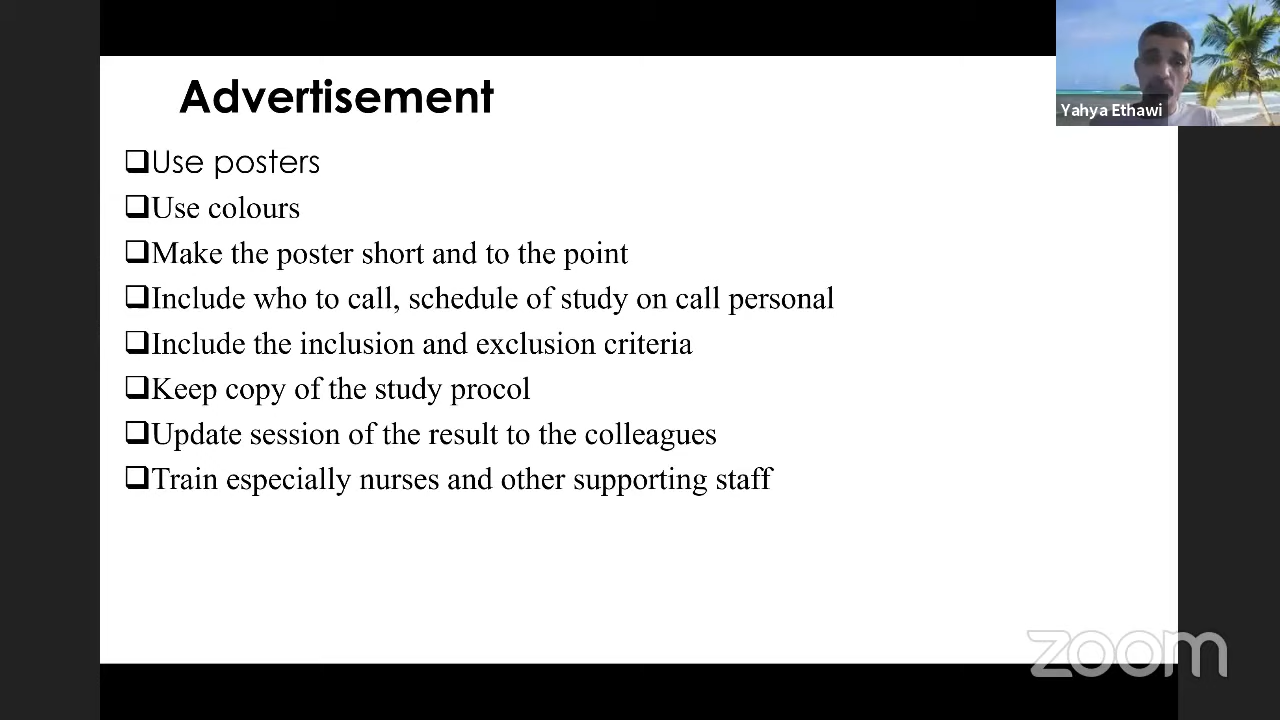 Advertisement
Yahya Ethawi
❑Use posters
❑Use colours
❑Make the poster short and to the point
❑Include who to call, schedule of study on call personal
❑Include the inclusion and exclusion criteria
❑Keep copy of the study procol
❑Update session of the result to the colleagues
❑Train especially nurses and other supporting staff
zoom